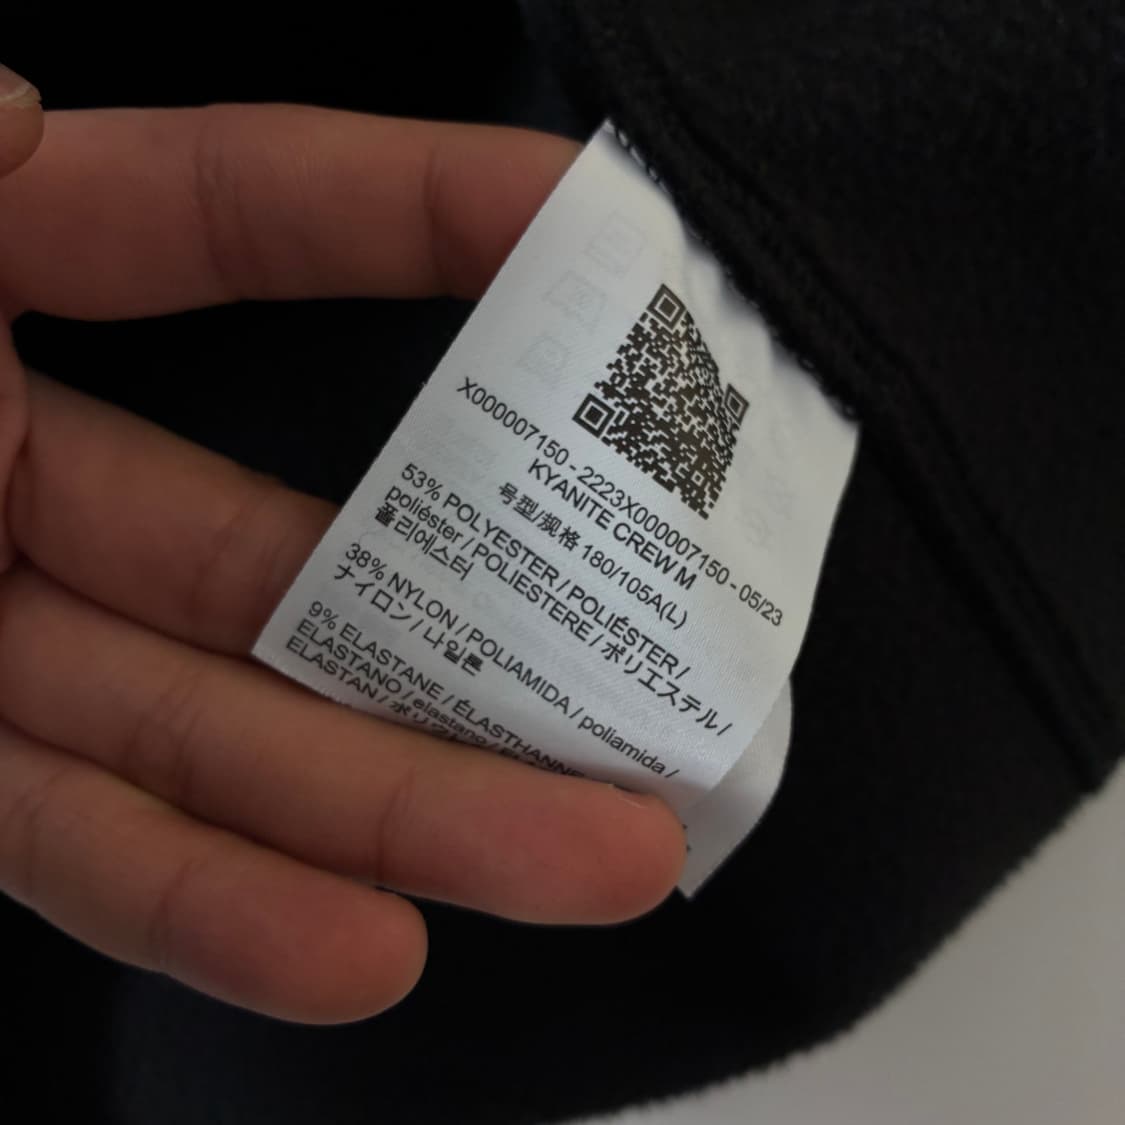 X000007150 - 2223X000007150 - 05/23
KYANITE CREW M
号型/规格 180/105A(L)
53% POLYESTER / POLIÉSTER /
poliéster / POLIESTERE / ポリエステル /
폴리에스터
38% NYLON / POLIAMIDA / poliamida /
ナイロン / 나일론
9% ELASTANE / ÉLASTHANNE
ELASTANO / elastano /
ELASTAN /